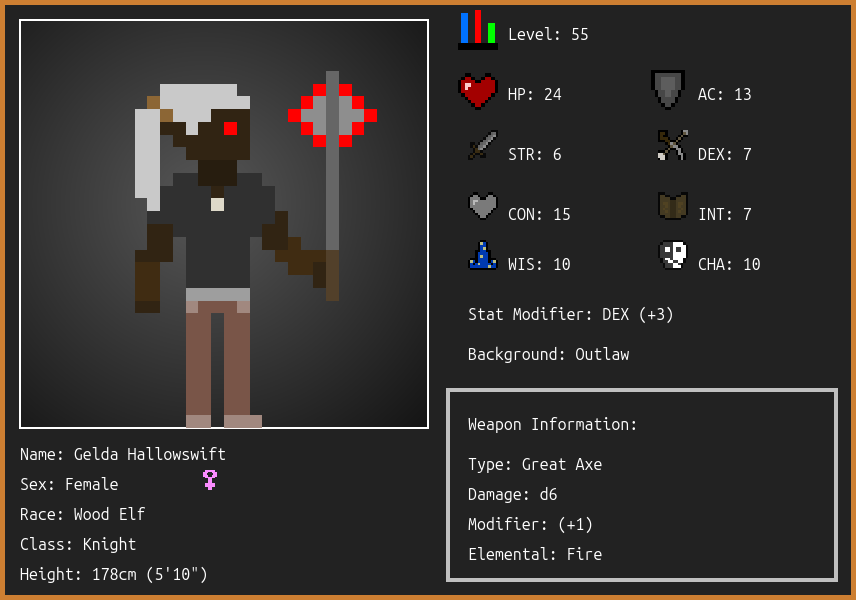 Level: 55
HP: 24
AC: 13
STR: 6
DEX: 7
CON: 15
INT: 7
WIS: 10
CHA: 10
Stat Modifier: DEX (+3)
Background: Outlaw
Weapon Information:
Type: Great Axe
Damage: d6
Modifier: (+1)
Elemental: Fire
Name: Gelda Hallowswift
Sex: Female
Race: Wood Elf
Class: Knight
Height: 178cm (5'10")